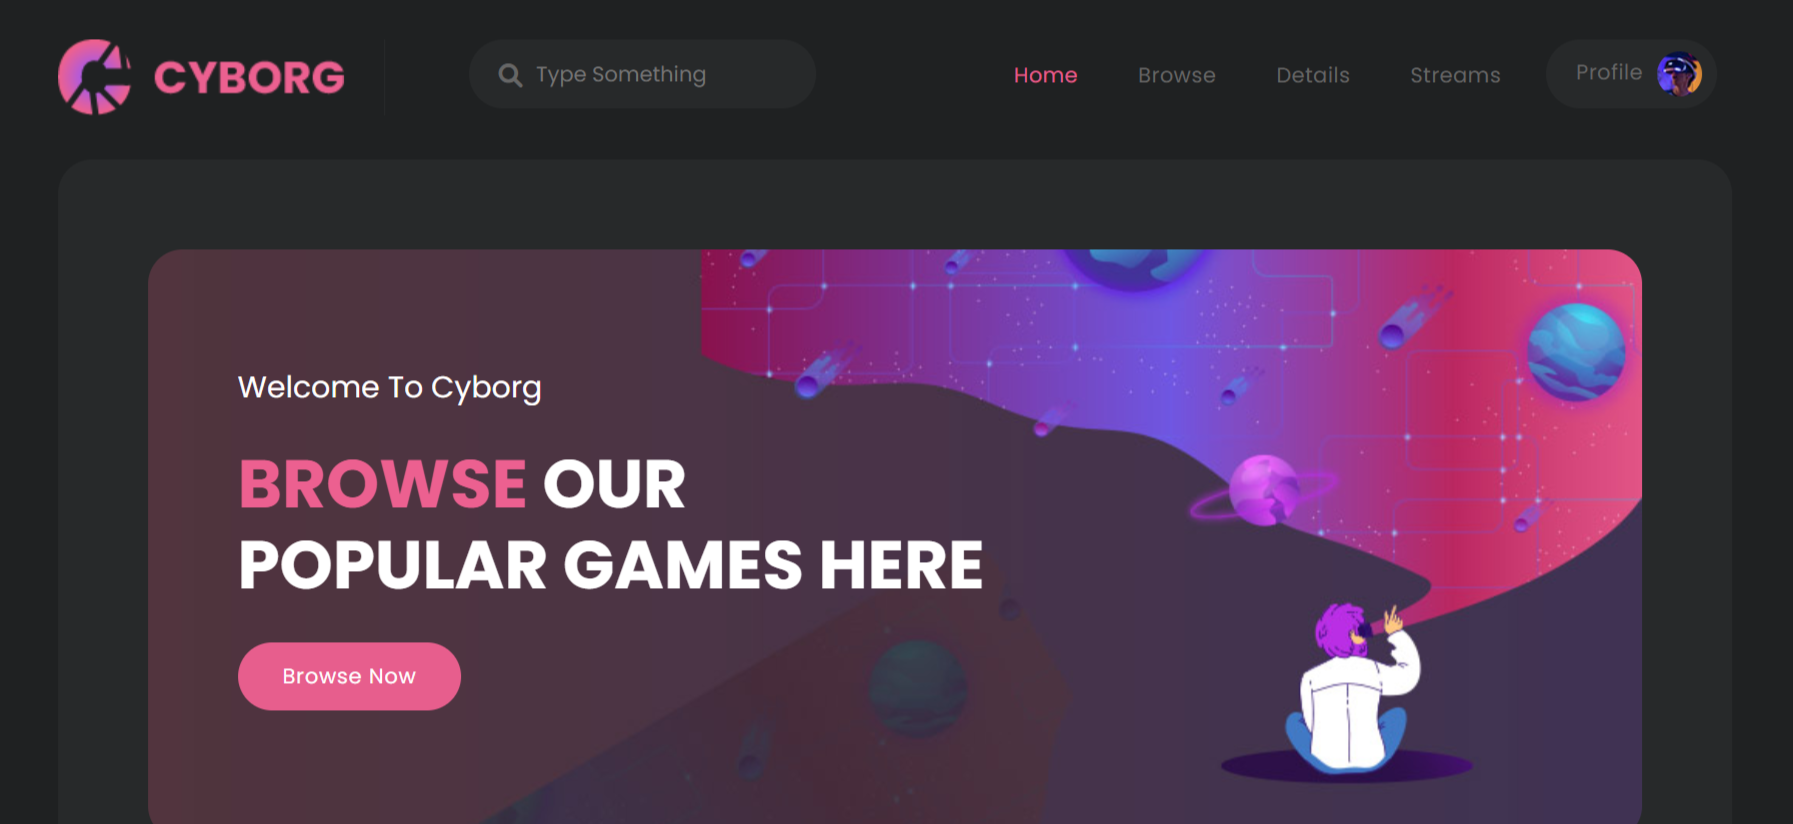 CYBORG
Type Something
Home
Browse
Details
Streams
Profile
Welcome To Cyborg
BROWSE OUR
POPULAR GAMES HERE
Browse Now